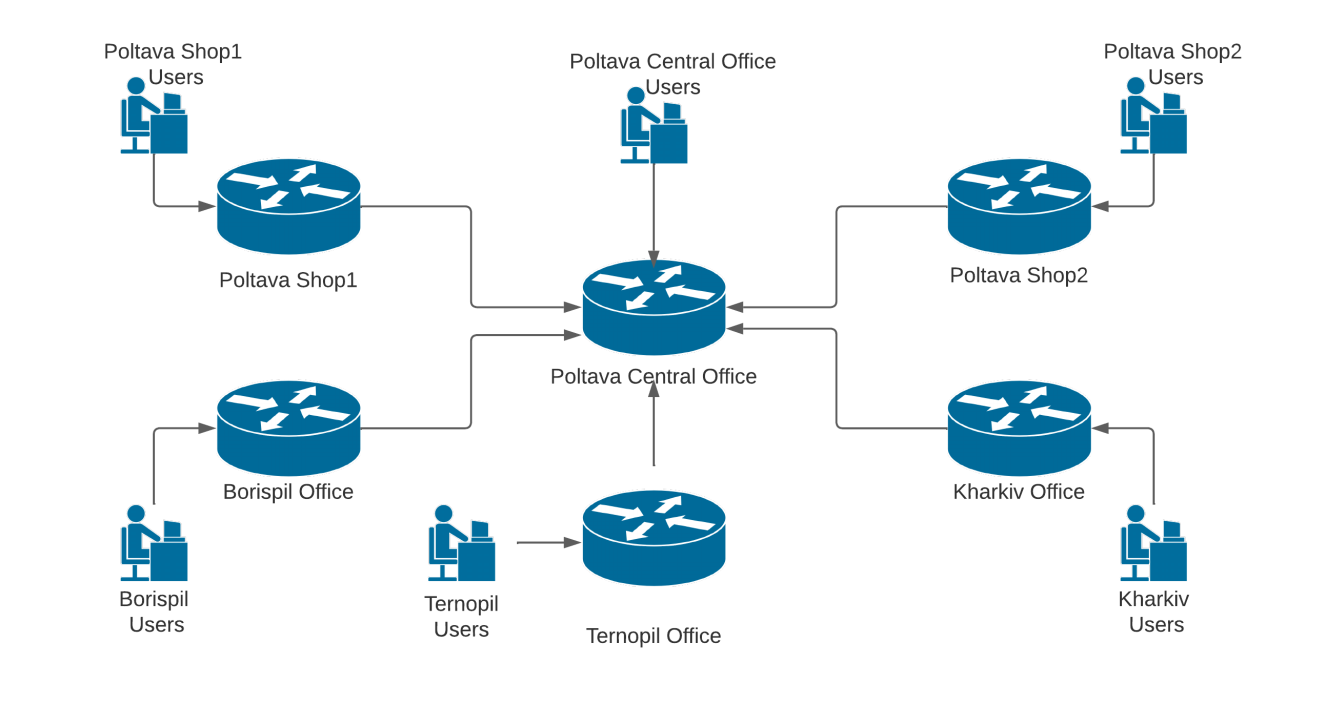 Poltava Shop1
Users
Poltava Central Office
Users
Poltava Shop2
Users
Poltava Shop1
Poltava Shop2
Poltava Central Office
Borispil Office
Kharkiv Office
Borispil
Users
Ternopil
Users
Ternopil Office
Kharkiv
Users